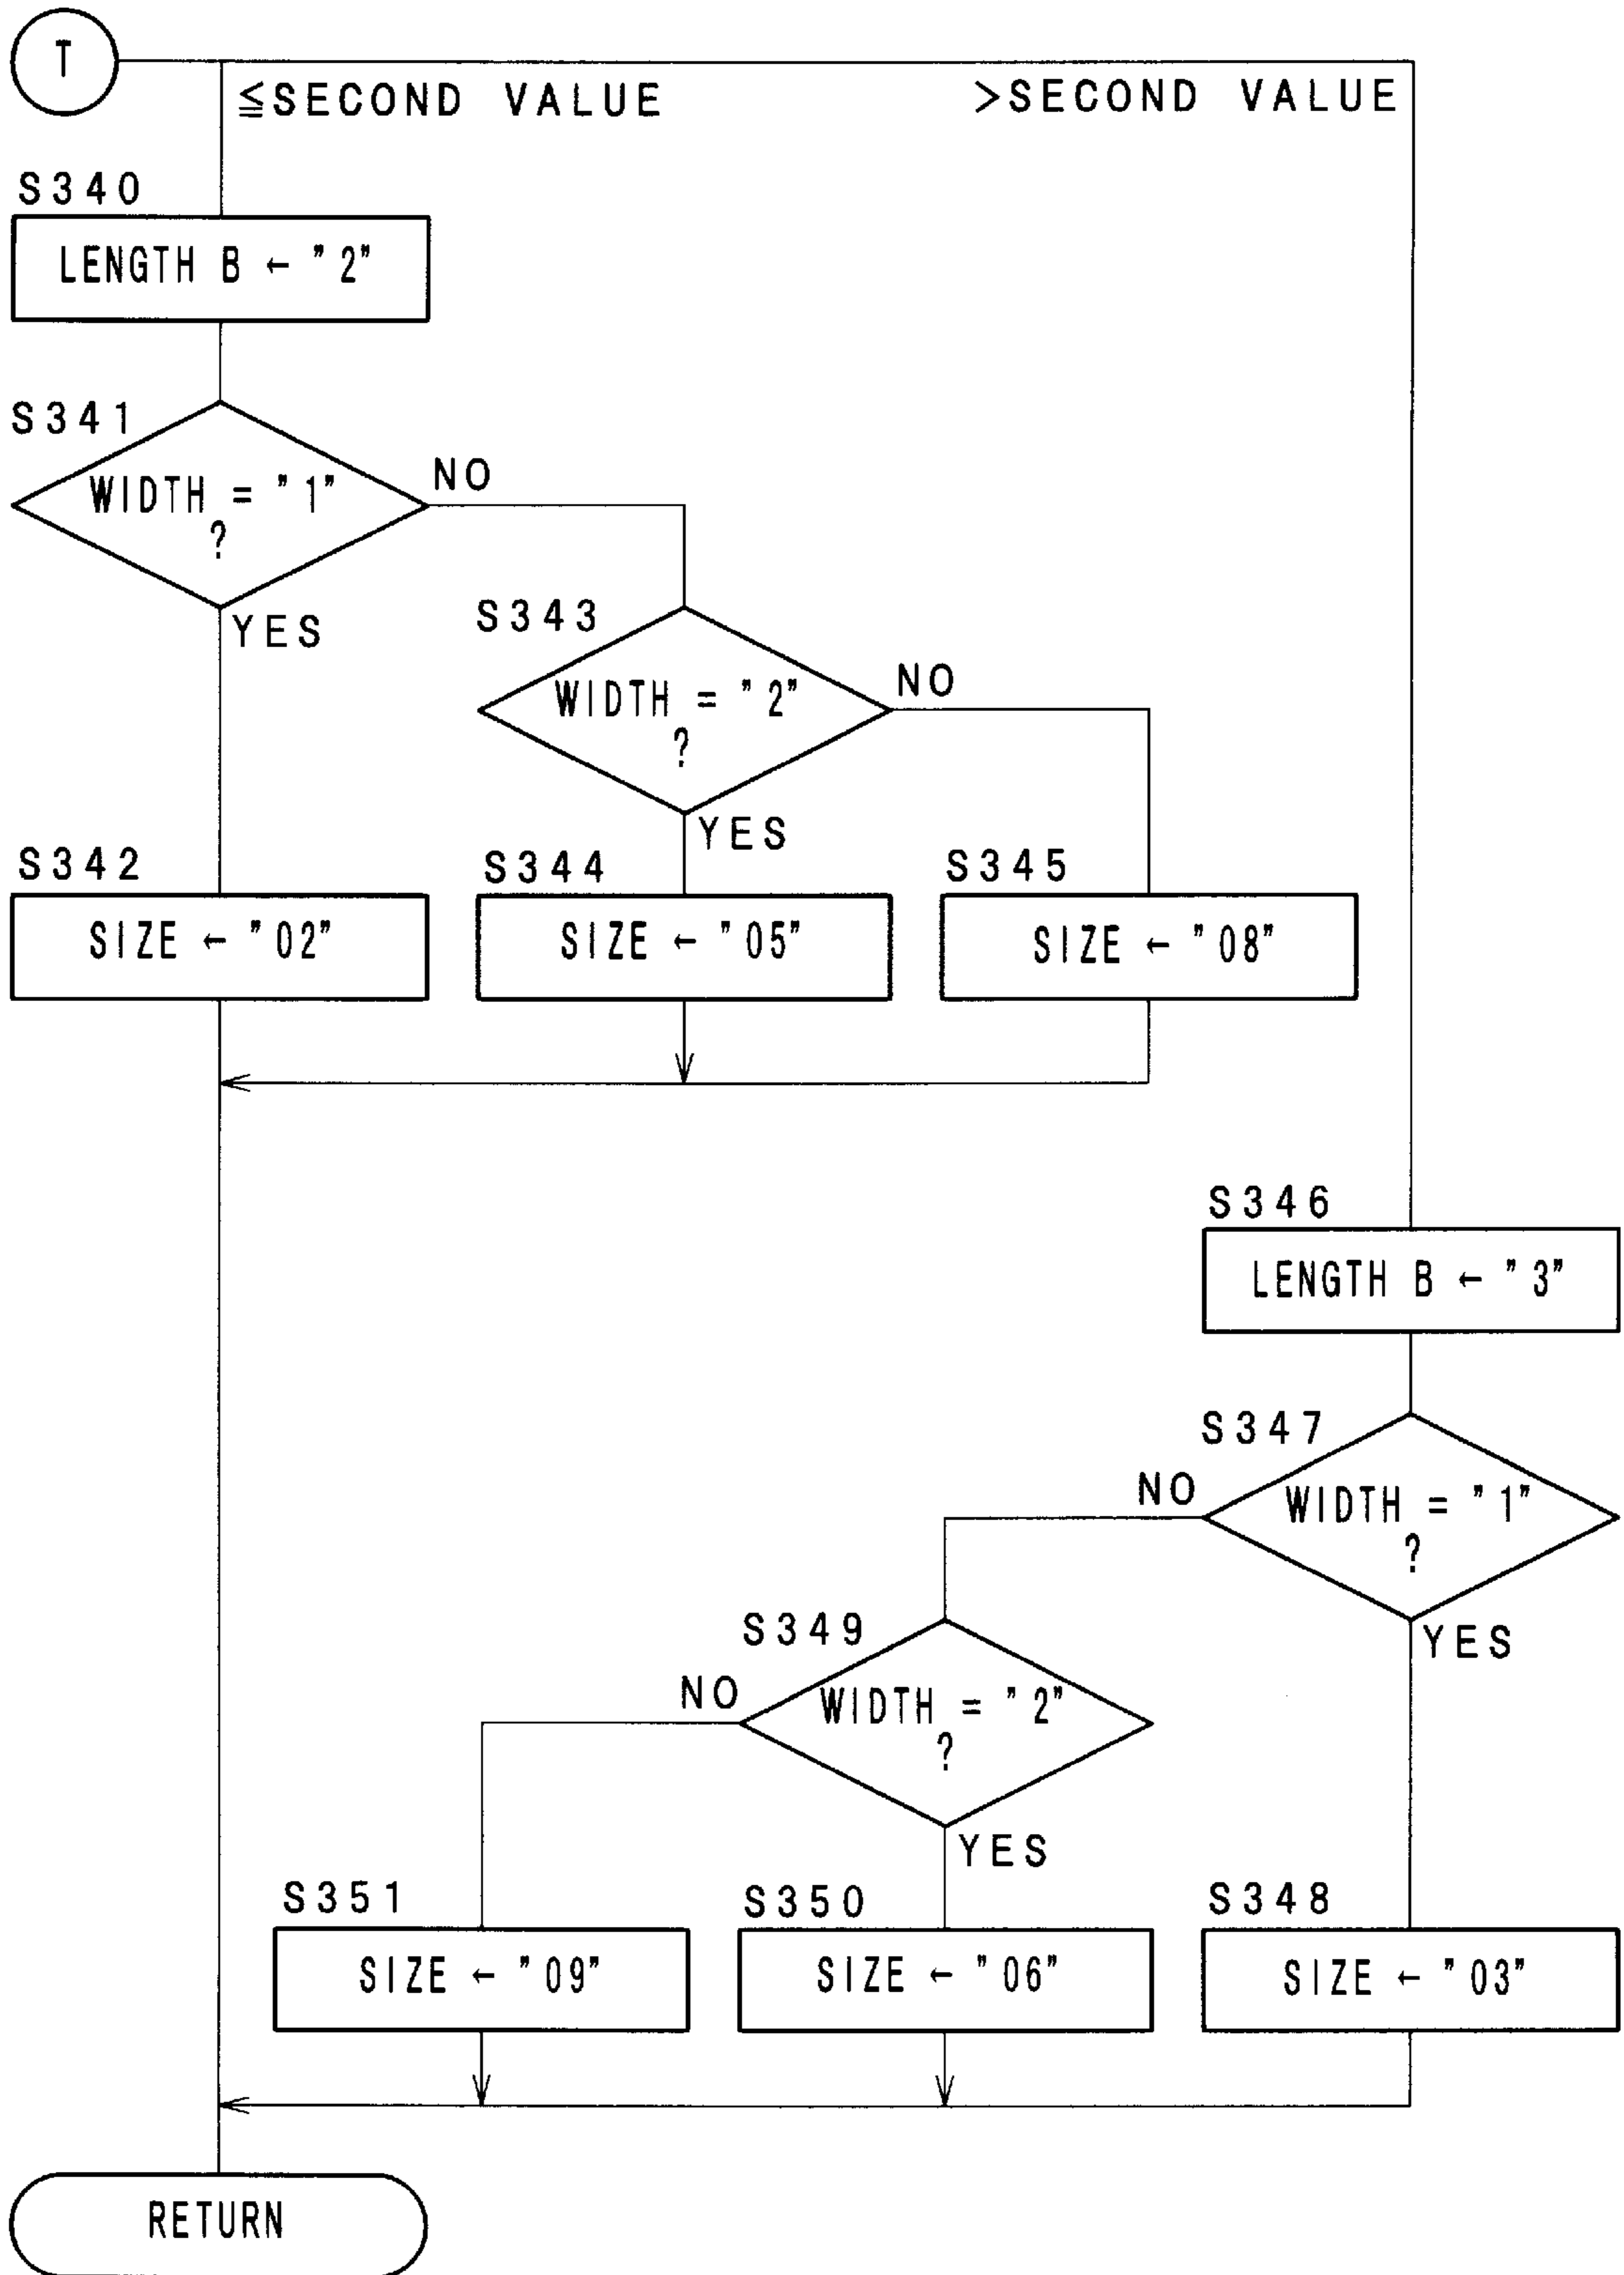 T
≦SECOND VALUE
>SECOND VALUE
S340
LENGTH B ← "2"
S341
WIDTH = "1"
?
NO
YES
S343
WIDTH = "2"
?
NO
YES
S342
SIZE ← "02"
S344
SIZE ← "05"
S345
SIZE ← "08"
S346
LENGTH B ← "3"
S347
WIDTH = "1"
?
NO
YES
S349
WIDTH = "2"
?
NO
YES
S351
SIZE ← "09"
S350
SIZE ← "06"
S348
SIZE ← "03"
RETURN